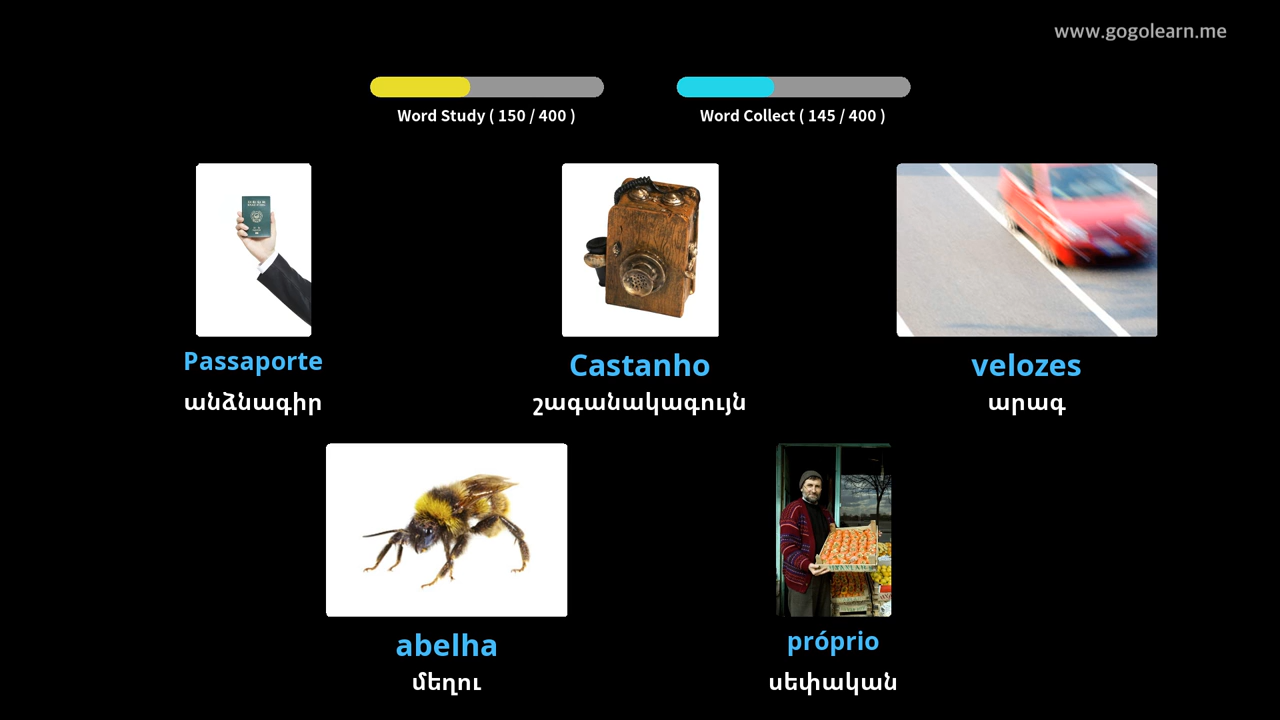 www.gogolearn.me
Word Study ( 150 / 400 )
Word Collect ( 145 / 400 )
Passaporte
անձնագիր
Castanho
շագանակագույն
velozes
արագ
abelha
մեղու
próprio
սեփական